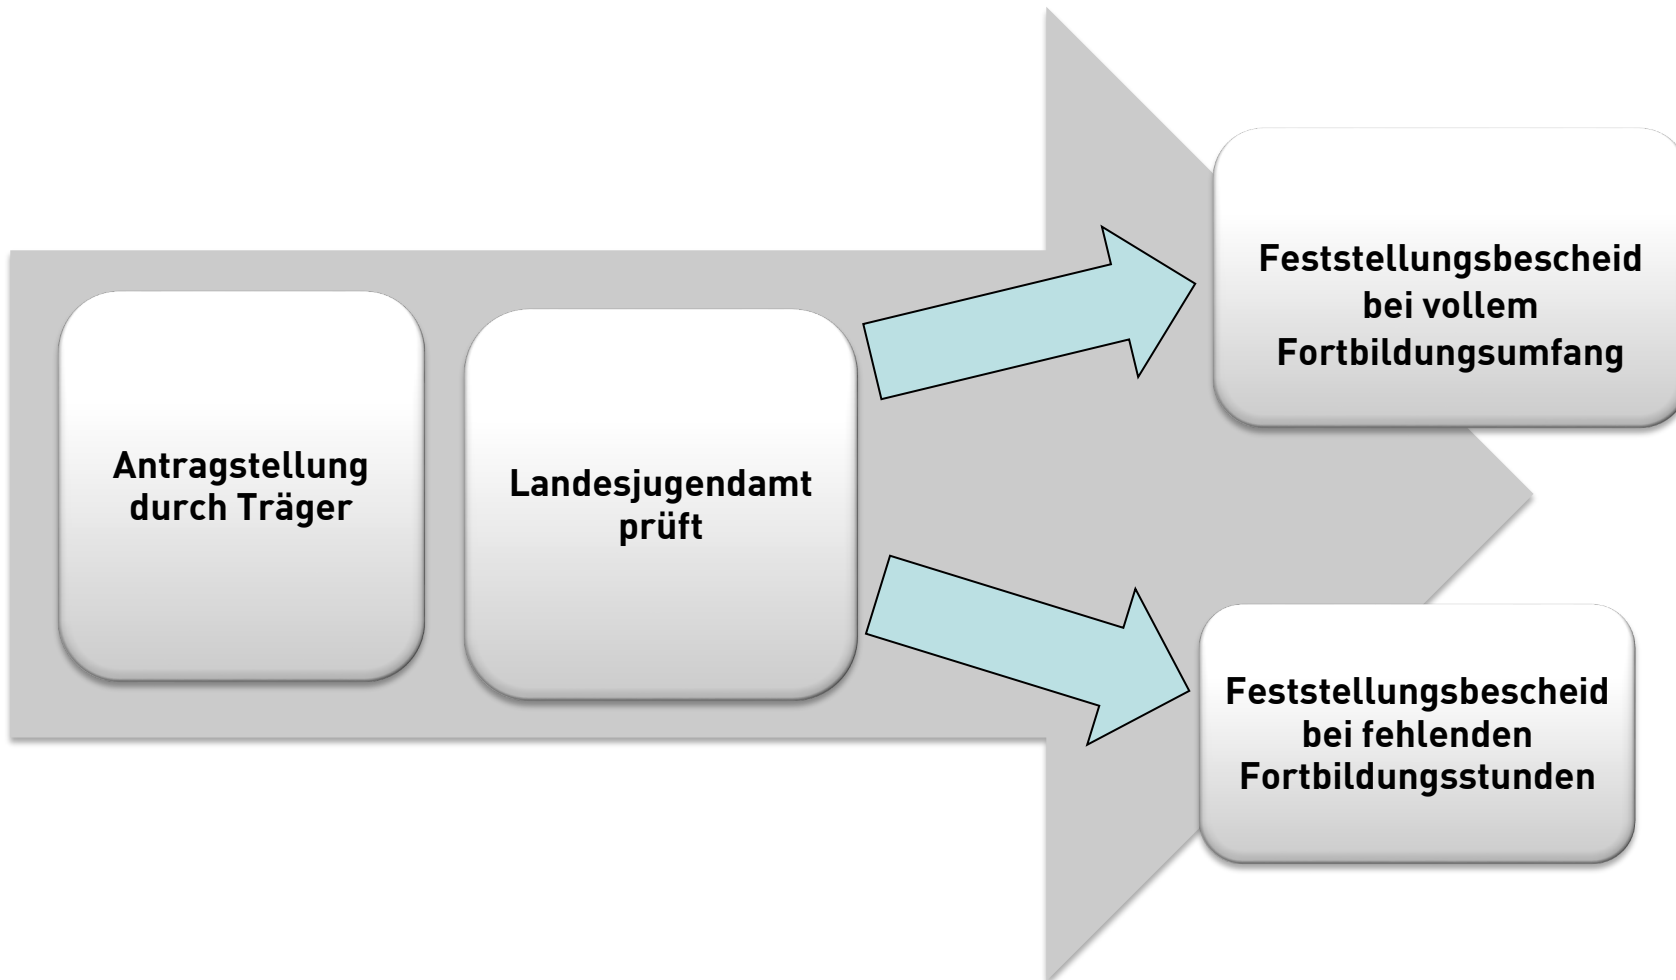 Antragstellung
durch Träger
Landesjugendamt
prüft
Feststellungsbescheid
bei vollem
Fortbildungsumfang
Feststellungsbescheid
bei fehlenden
Fortbildungsstunden